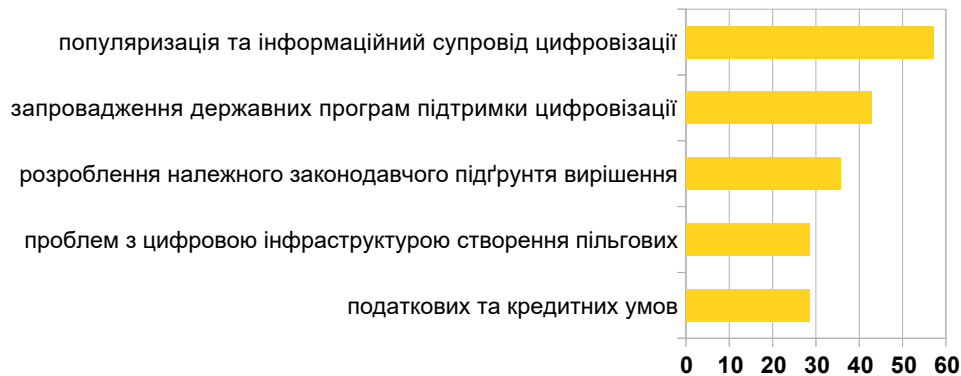 популяризація та інформаційний супровід цифровізації
запровадження державних програм підтримки цифровізації
розроблення належного законодавчого підґрунтя вирішення
проблем з цифровою інфраструктурою створення пільгових
податкових та кредитних умов
0 10 20 30 40 50 60